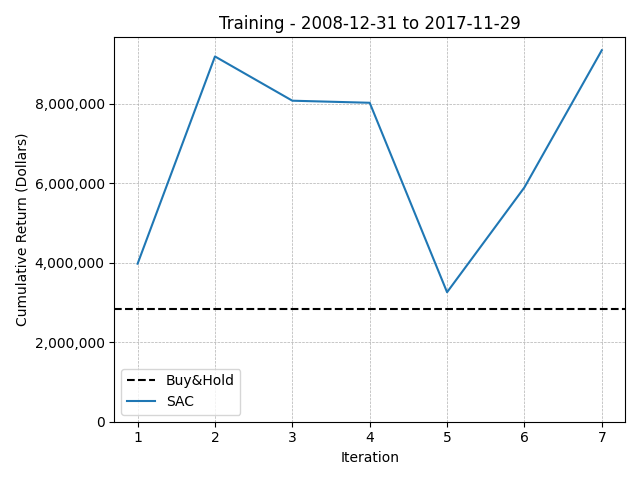 Training - 2008-12-31 to 2017-11-29
Cumulative Return (Dollars)
8,000,000
6,000,000
4,000,000
2,000,000
0
Buy&Hold
SAC
1 2 3 4 5 6 7
Iteration